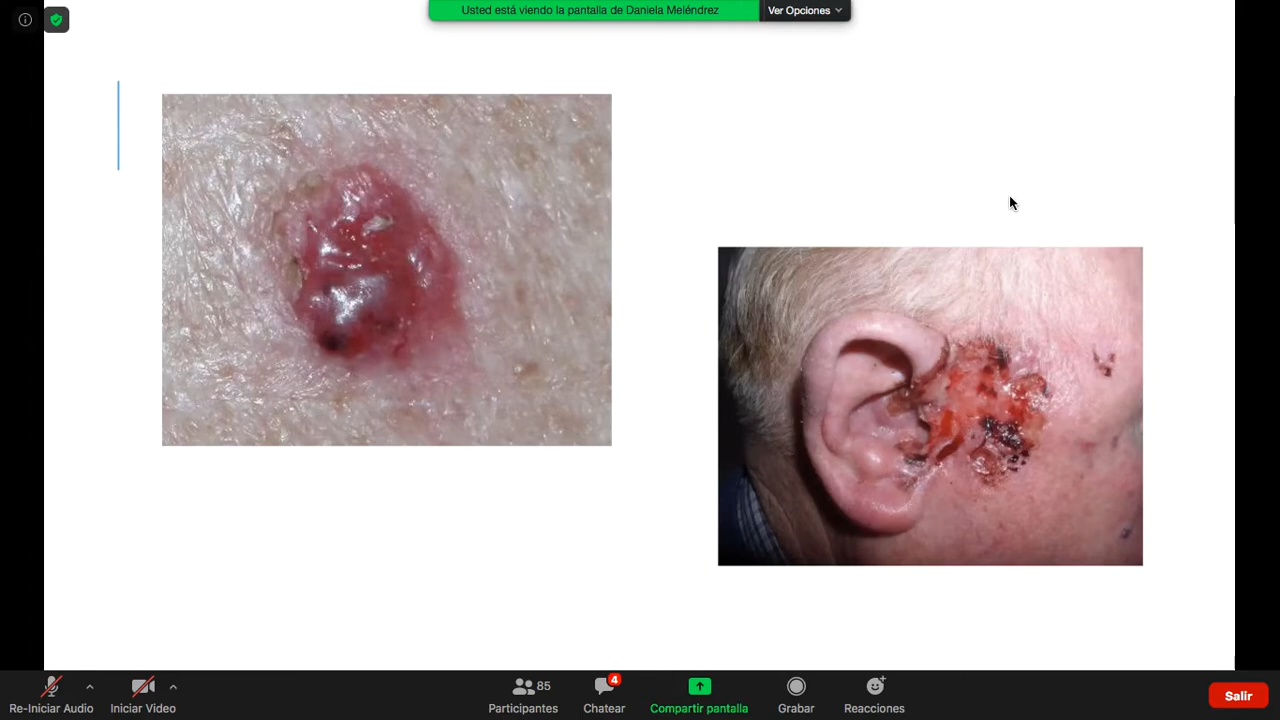 Usted está viendo la pantalla de Daniela Meléndrez
Ver Opciones
Re-Iniciar Audio
Iniciar Video
85
Participantes
4
Chatear
Compartir pantalla
Grabar
Reacciones
Salir